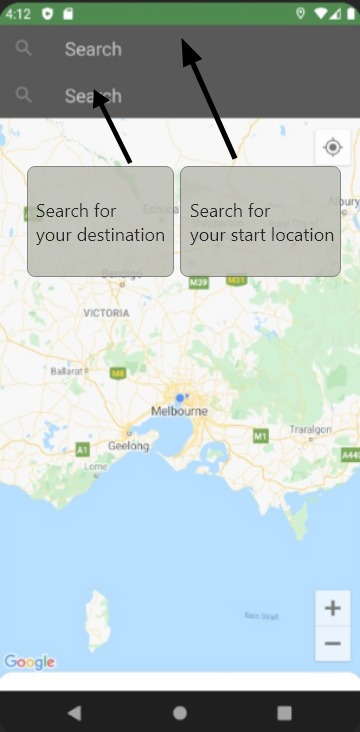 4:12
Search
Search
Search for
your destination
Search for
your start location
Echuca
Albury
Bendigo
M39
M31
VICTORIA
Ballarat
M8
Melbourne
Geelong
A1
M1
Traralgon
Lorne
Bass Strait
+
−
Google